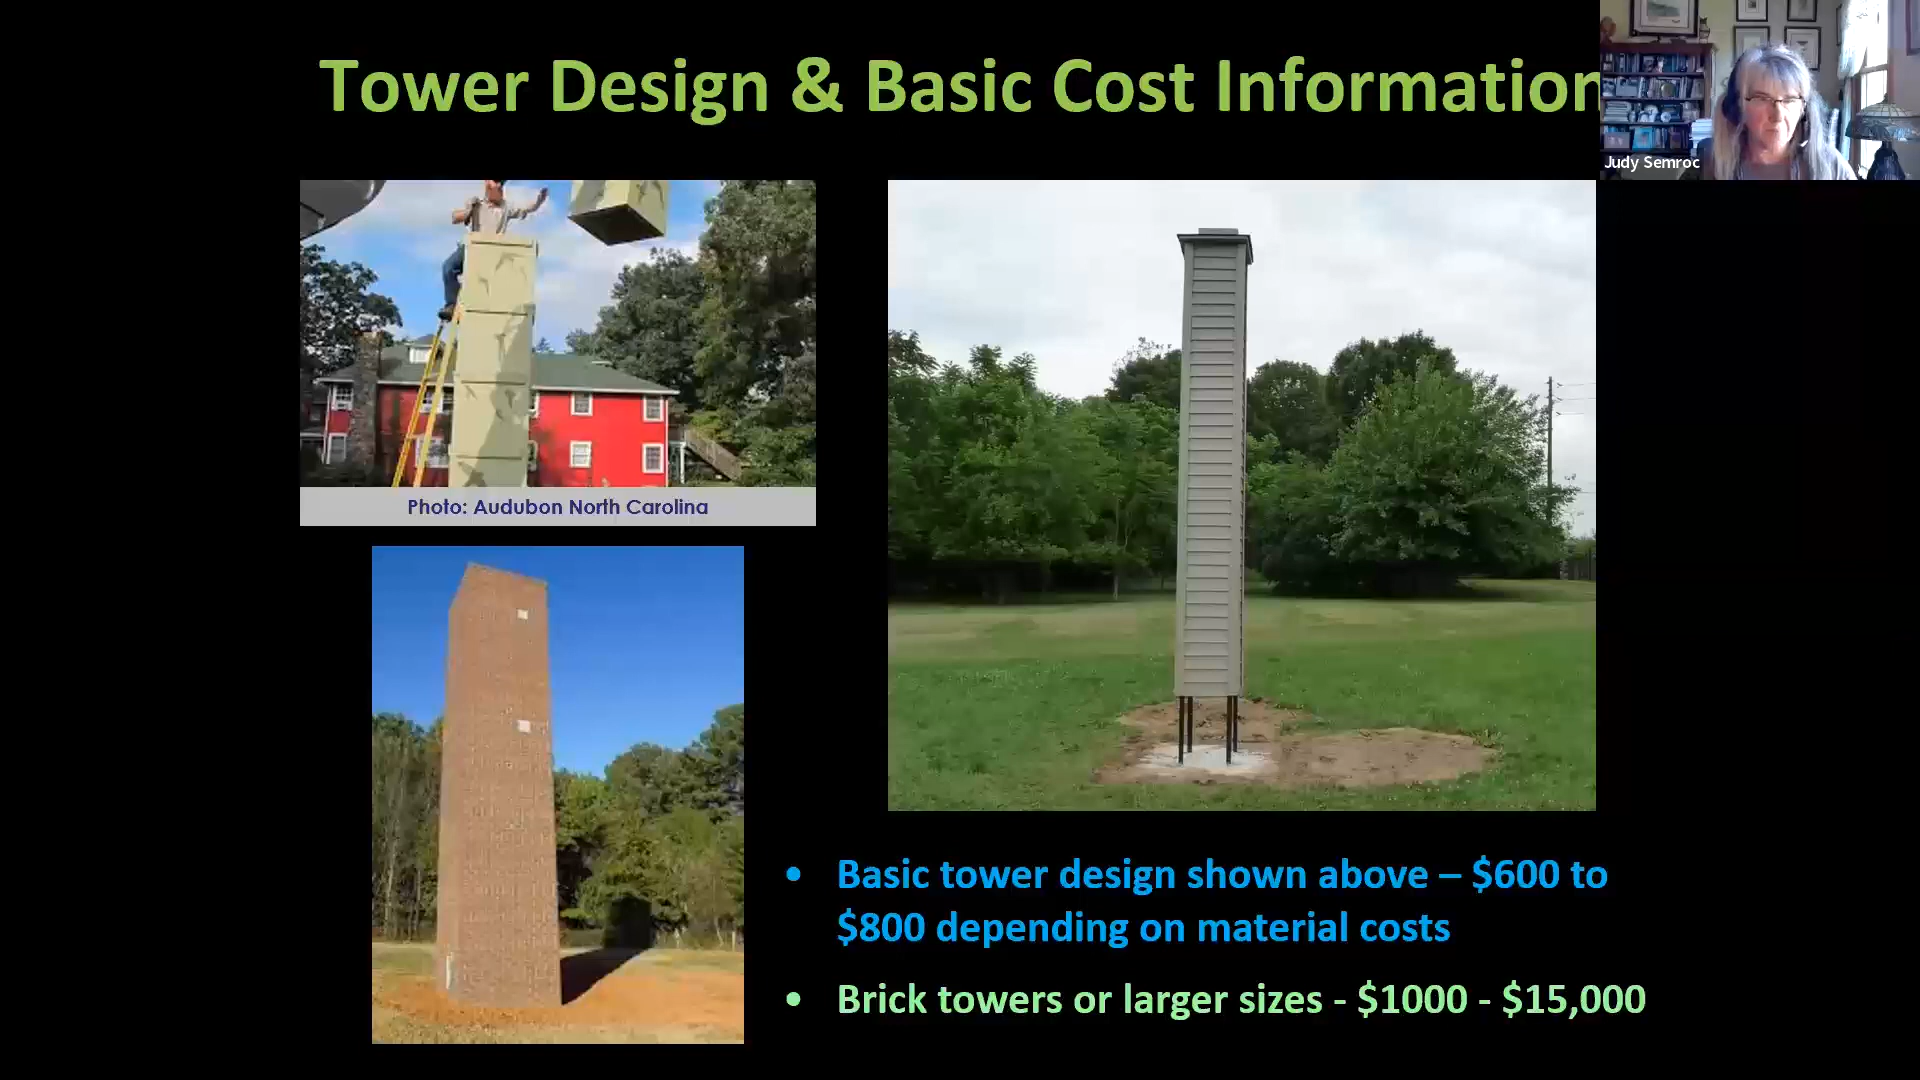 Tower Design & Basic Cost Information
Judy Semroc
Photo: Audubon North Carolina
• Basic tower design shown above – $600 to
$800 depending on material costs
• Brick towers or larger sizes - $1000 - $15,000